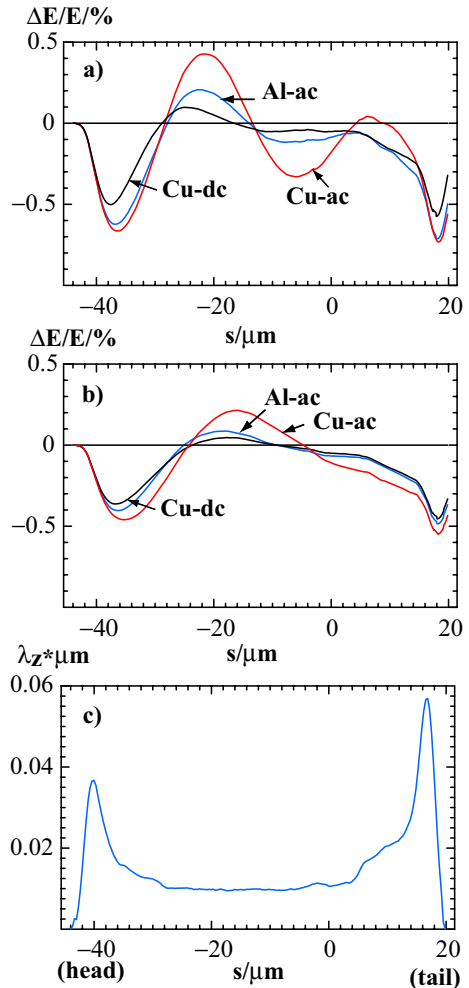 ΔE/E/%
0.5
a)
Al-ac
0
Cu-dc
Cu-ac
−0.5
−40 −20 0 20
s/μm
ΔE/E/%
0.5
b)
Al-ac
Cu-ac
0
Cu-dc
−0.5
−40 −20 0 20
s/μm
λz*μm
0.06
c)
0.04
0.02
−40 −20 0 20
(head) s/μm (tail)